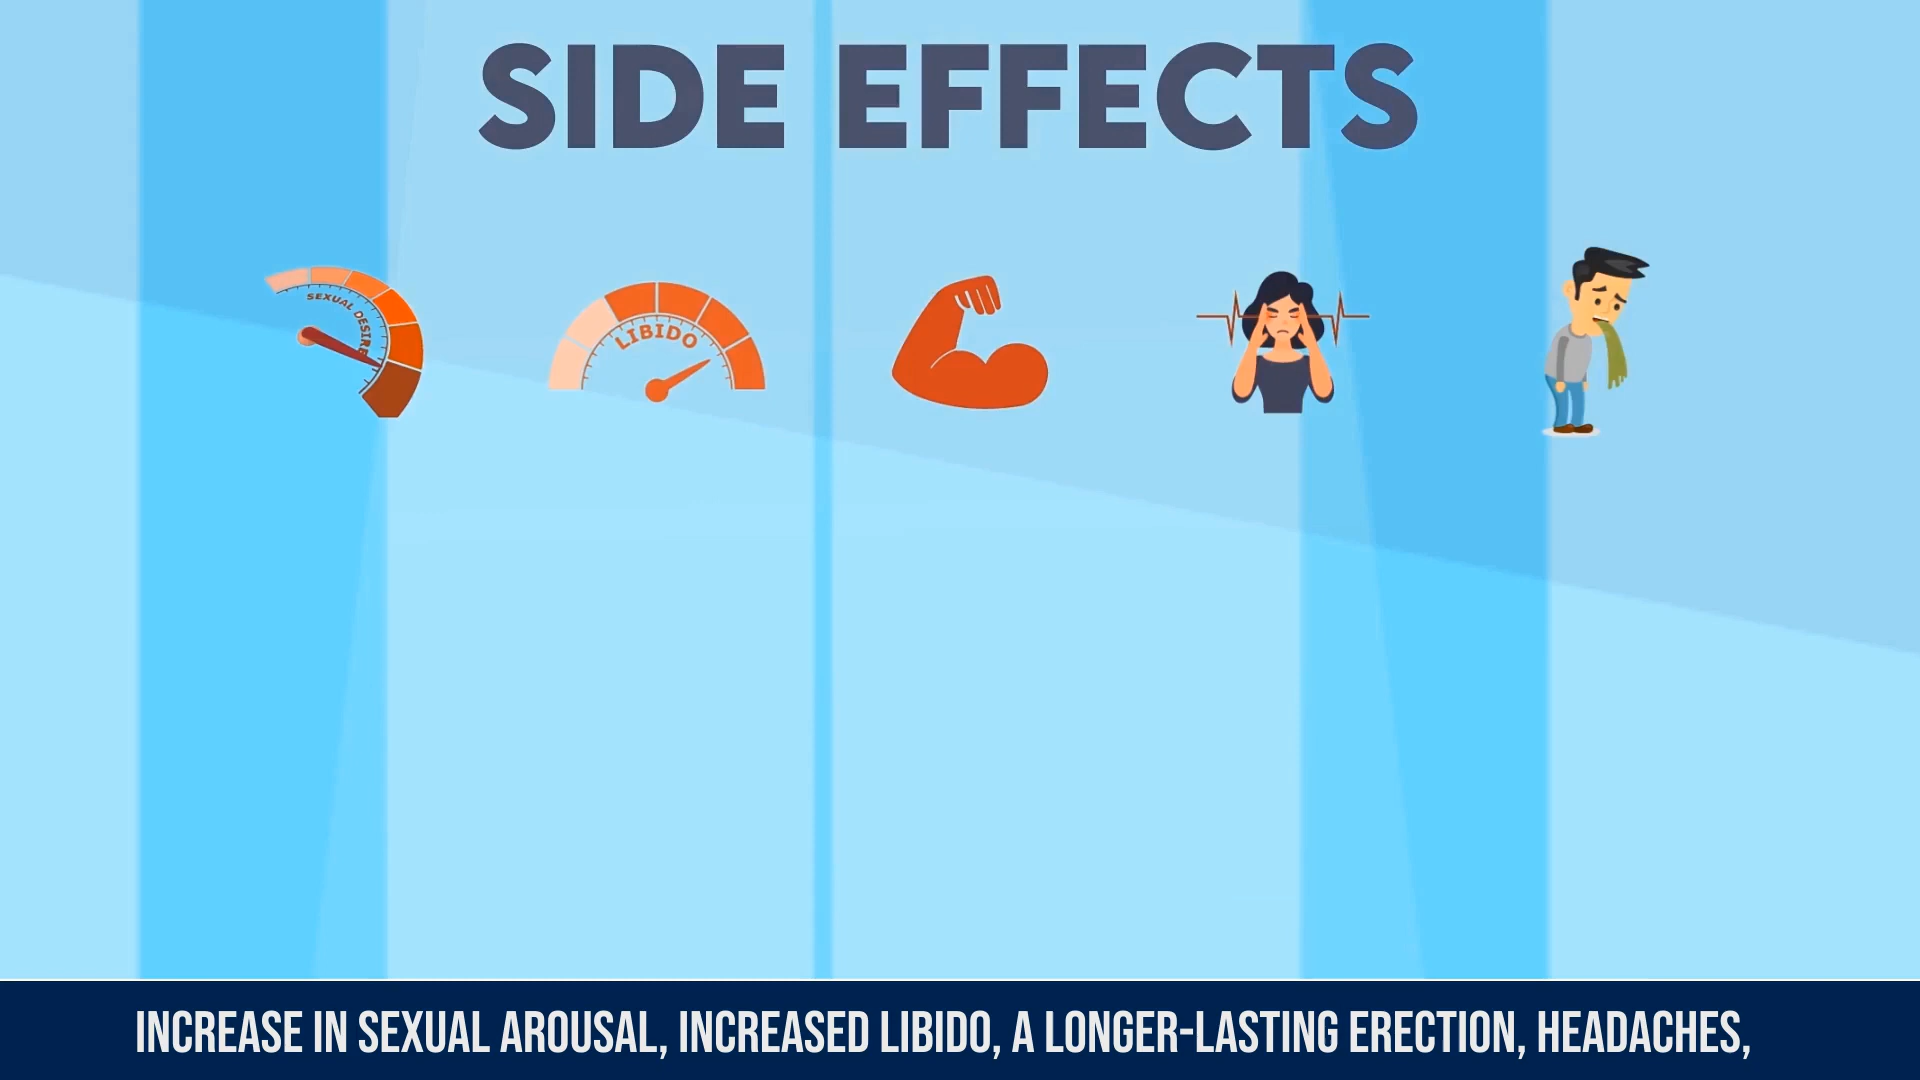 SIDE EFFECTS
SEXUAL DESIRE
LIBIDO
INCREASE IN SEXUAL AROUSAL, INCREASED LIBIDO, A LONGER-LASTING ERECTION, HEADACHES,